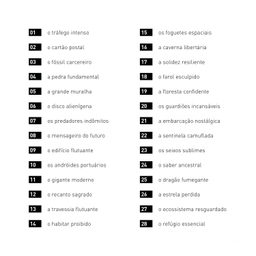 01 o tráfego intenso
02 o cartão postal
03 o fóssil carcereiro
04 a pedra fundamental
05 a grande muralha
06 o disco alienígena
07 os predadores indômitos
08 o mensageiro do futuro
09 o edifício flutuante
10 os andróides portuários
11 o gigante moderno
12 o recanto sagrado
13 a travessia flutuante
14 o habitar proibido
15 os foguetes espaciais
16 a caverna libertária
17 a solidez resiliente
18 o farol esculpido
19 a floresta confidente
20 os guardiões incansáveis
21 a embarcação nostálgica
22 a sentinela camuflada
23 os seixos sublimes
24 o saber ancestral
25 o dragão fumegante
26 a estrela perdida
27 o ecossistema resguardado
28 o refúgio essencial